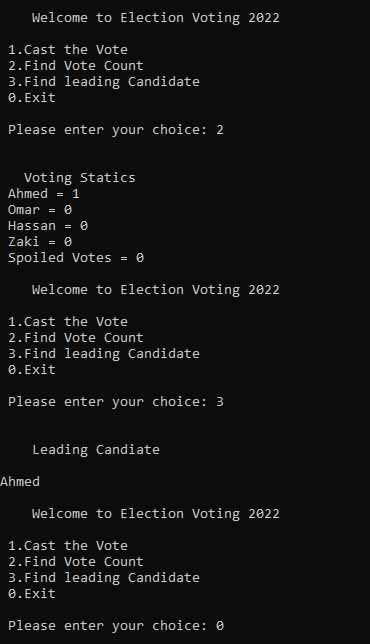 Welcome to Election Voting 2022
1.Cast the Vote
2.Find Vote Count
3.Find leading Candidate
0.Exit
Please enter your choice: 2
Voting Statics
Ahmed = 1
Omar = 0
Hassan = 0
Zaki = 0
Spoiled Votes = 0
Welcome to Election Voting 2022
1.Cast the Vote
2.Find Vote Count
3.Find leading Candidate
0.Exit
Please enter your choice: 3
Leading Candiate
Ahmed
Welcome to Election Voting 2022
1.Cast the Vote
2.Find Vote Count
3.Find leading Candidate
0.Exit
Please enter your choice: 0